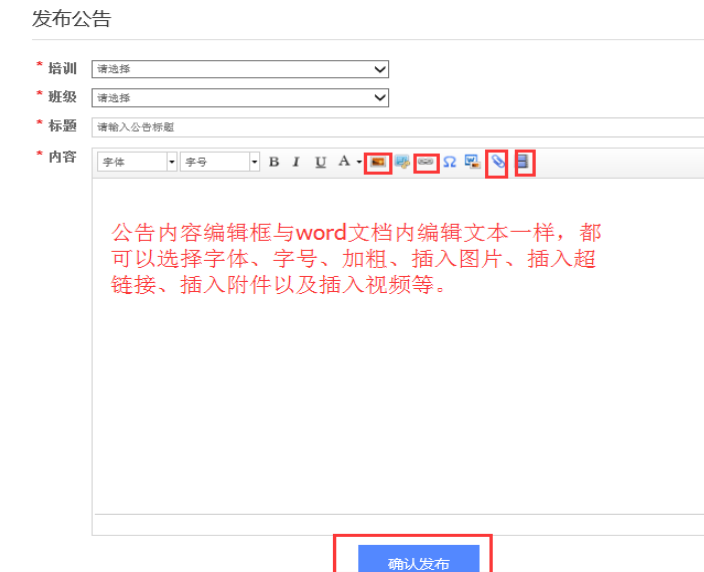 发布公告
* 培训 请选择
* 班级 请选择
* 标题 请输入公告标题
* 内容 字体 字号 B I U A Ω
公告内容编辑框与word文档内编辑文本一样，都
可以选择字体、字号、加粗、插入图片、插入超
链接、插入附件以及插入视频等。
确认发布